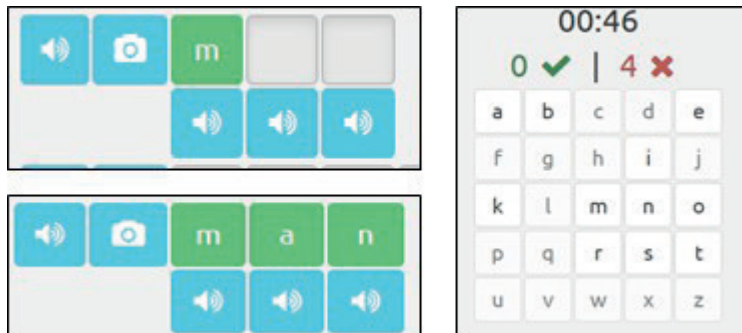 m
m a n
00:46
0 ✔ | 4 ✖
a b c d e
f g h i j
k l m n o
p q r s t
u v w x z